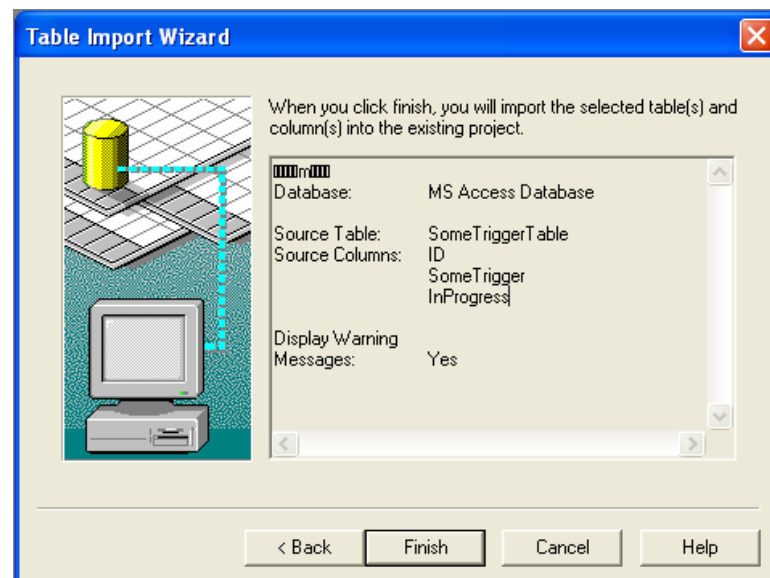 Table Import Wizard
When you click finish, you will import the selected table(s) and
column(s) into the existing project.
Database: MS Access Database
Source Table: SomeTriggerTable
Source Columns: ID
SomeTrigger
InProgress
Display Warning
Messages: Yes
< Back Finish Cancel Help